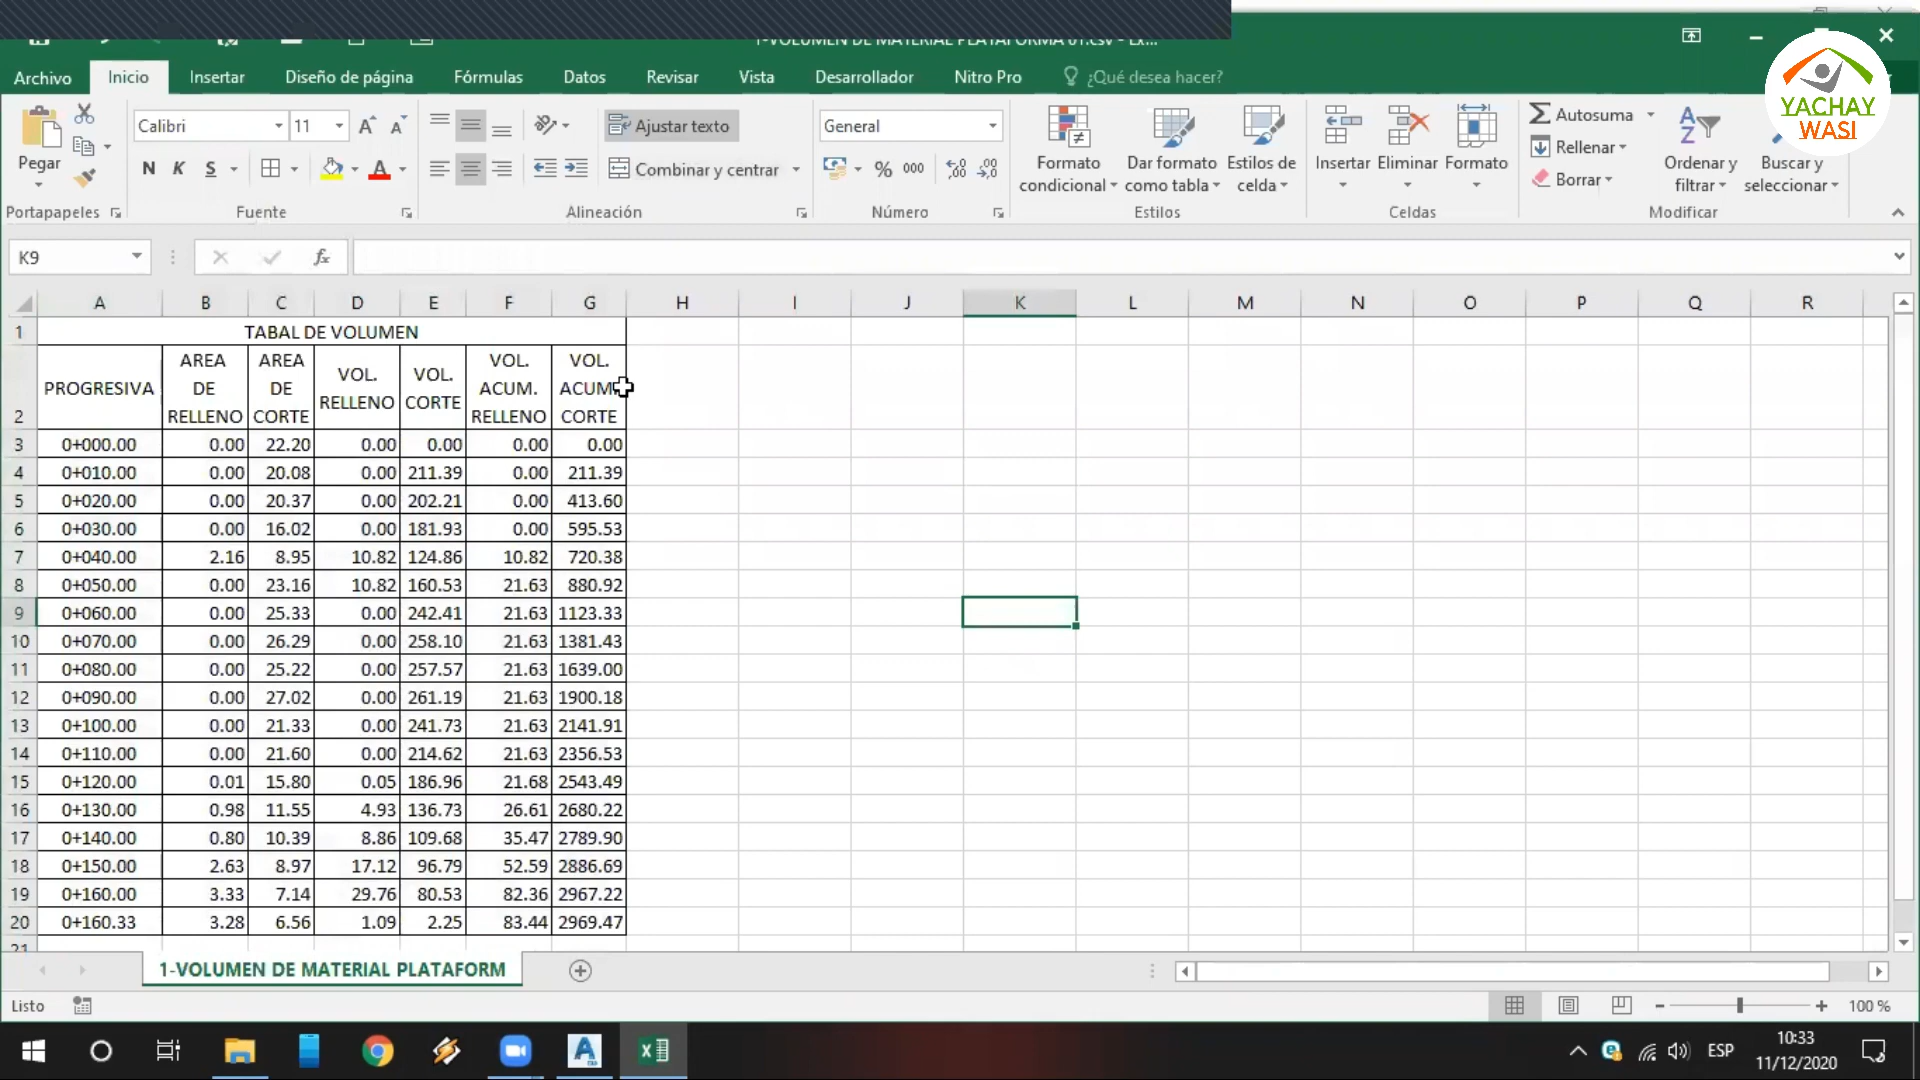 1-VOLUMEN DE MATERIAL PLATAFORMA 01.csv - Ex...
Archivo Inicio Insertar Diseño de página Fórmulas Datos Revisar Vista Desarrollador Nitro Pro ¿Qué desea hacer?
YACHAY
WASI
Pegar
Calibri 11
N K S
Ajustar texto
Combinar y centrar
General
% 000
Formato condicional
Dar formato como tabla
Estilos de celda
Insertar Eliminar Formato
Autosuma
Rellenar
Borrar
Ordenar y filtrar
Buscar y seleccionar
Portapapeles Fuente Alineación Número Estilos Celdas Modificar
K9 fx
A B C D E F G H I J K L M N O P Q R
1 TABAL DE VOLUMEN
2 PROGRESIVA AREA DE RELLENO AREA DE CORTE VOL. RELLENO VOL. CORTE VOL. ACUM. RELLENO VOL. ACUM. CORTE
3 0+000.00 0.00 22.20 0.00 0.00 0.00 0.00
4 0+010.00 0.00 20.08 0.00 211.39 0.00 211.39
5 0+020.00 0.00 20.37 0.00 202.21 0.00 413.60
6 0+030.00 0.00 16.02 0.00 181.93 0.00 595.53
7 0+040.00 2.16 8.95 10.82 124.86 10.82 720.38
8 0+050.00 0.00 23.16 10.82 160.53 21.63 880.92
9 0+060.00 0.00 25.33 0.00 242.41 21.63 1123.33
10 0+070.00 0.00 26.29 0.00 258.10 21.63 1381.43
11 0+080.00 0.00 25.22 0.00 257.57 21.63 1639.00
12 0+090.00 0.00 27.02 0.00 261.19 21.63 1900.18
13 0+100.00 0.00 21.33 0.00 241.73 21.63 2141.91
14 0+110.00 0.00 21.60 0.00 214.62 21.63 2356.53
15 0+120.00 0.01 15.80 0.05 186.96 21.68 2543.49
16 0+130.00 0.98 11.55 4.93 136.73 26.61 2680.22
17 0+140.00 0.80 10.39 8.86 109.68 35.47 2789.90
18 0+150.00 2.63 8.97 17.12 96.79 52.59 2886.69
19 0+160.00 3.33 7.14 29.76 80.53 82.36 2967.22
20 0+160.33 3.28 6.56 1.09 2.25 83.44 2969.47
21
1-VOLUMEN DE MATERIAL PLATAFORM
Listo 100 %
ESP
10:33
11/12/2020